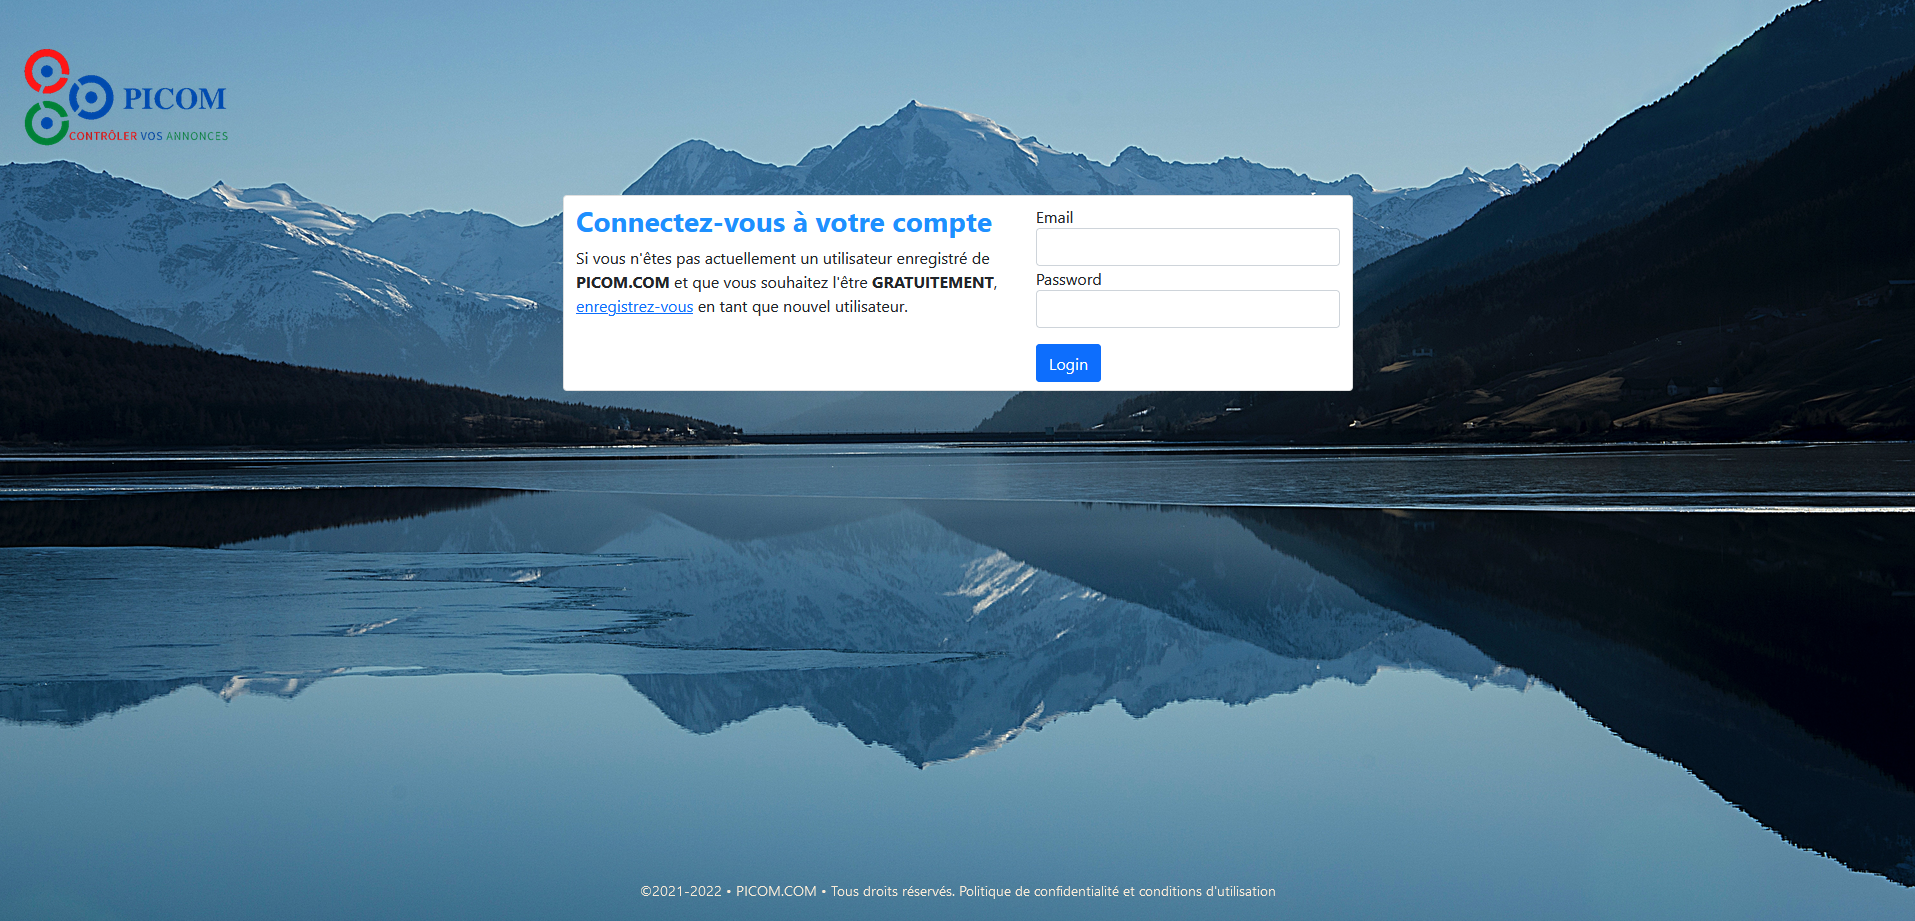 PICOM
CONTRÔLER VOS ANNONCES
Connectez-vous à votre compte
Si vous n'êtes pas actuellement un utilisateur enregistré de
PICOM.COM et que vous souhaitez l'être GRATUITEMENT,
enregistrez-vous en tant que nouvel utilisateur.
Email
Password
Login
©2021-2022 • PICOM.COM • Tous droits réservés. Politique de confidentialité et conditions d'utilisation